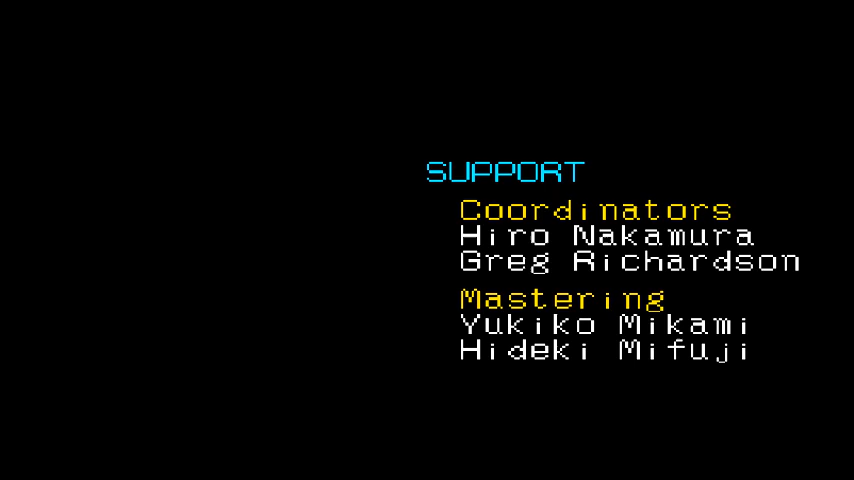 SUPPORT
Coordinators
Hiro Nakamura
Greg Richardson
Mastering
Yukiko Mikami
Hideki Mifuji